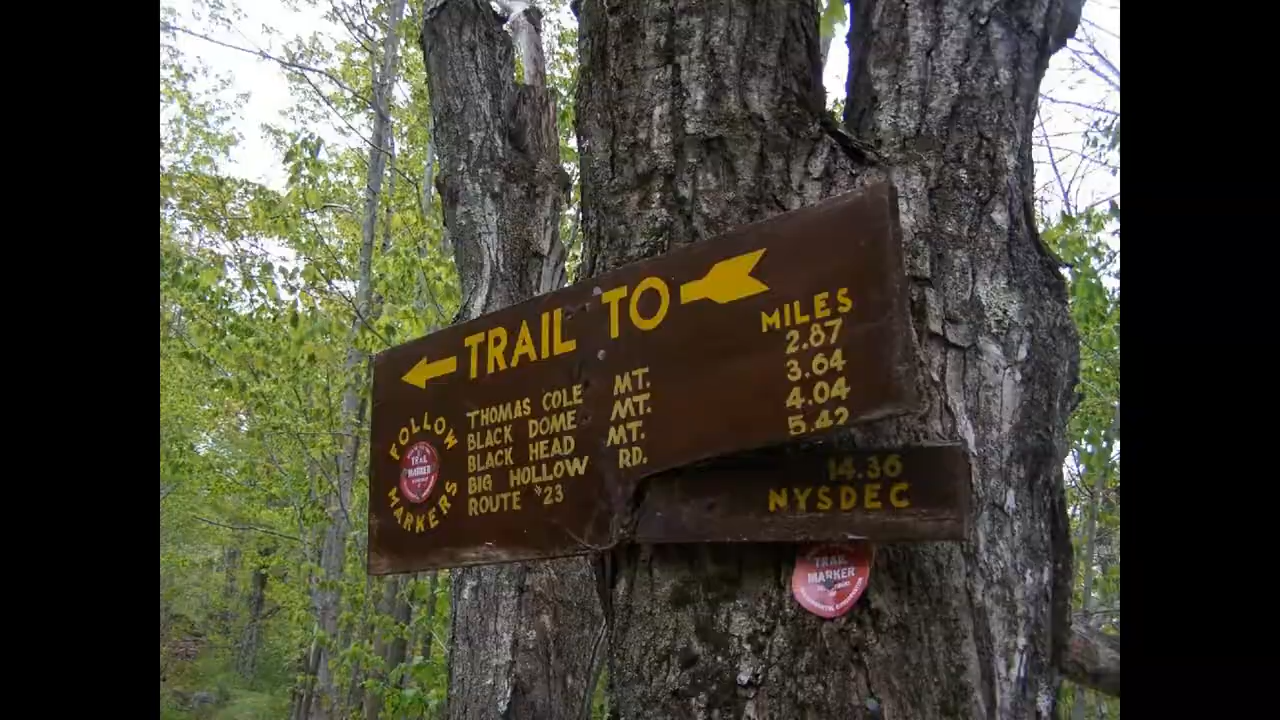 TRAIL TO
MILES
THOMAS COLE MT. 2.87
BLACK DOME MT. 3.64
BLACK HEAD MT. 4.04
BIG HOLLOW RD. 5.42
ROUTE #23 14.36
NYSDEC
FOLLOW
TRAIL
MARKER
MARKERS
TRAIL
MARKER